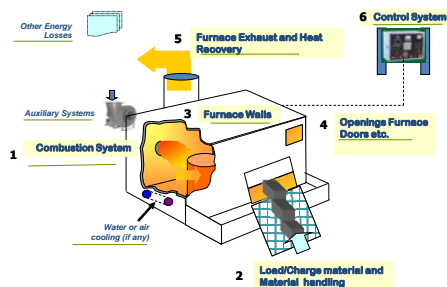 Other Energy
Losses
5
Furnace Exhaust and Heat
Recovery
6
Control System
Auxiliary Systems
3
Furnace Walls
4
Openings Furnace
Doors etc.
1
Combustion System
Water or air
cooling (if any)
2
Load/Charge material and
Material handling